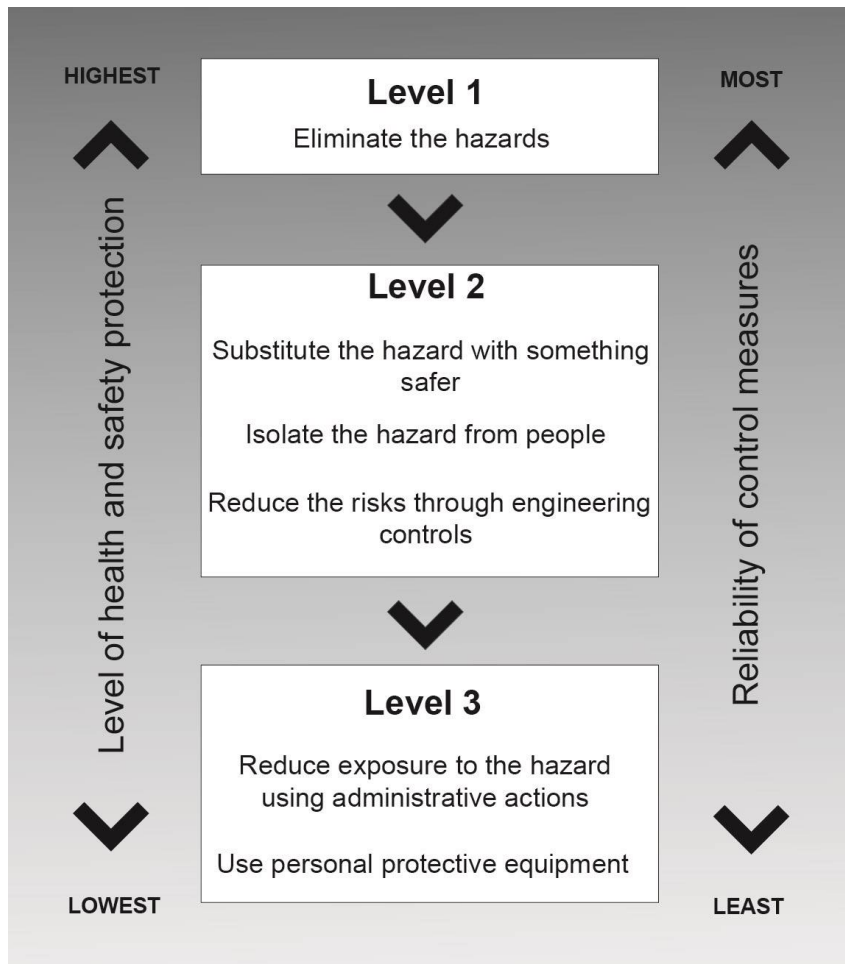 HIGHEST
MOST
Level 1
Eliminate the hazards
Level of health and safety protection
Reliability of control measures
Level 2
Substitute the hazard with something
safer
Isolate the hazard from people
Reduce the risks through engineering
controls
Level 3
Reduce exposure to the hazard
using administrative actions
Use personal protective equipment
LOWEST
LEAST